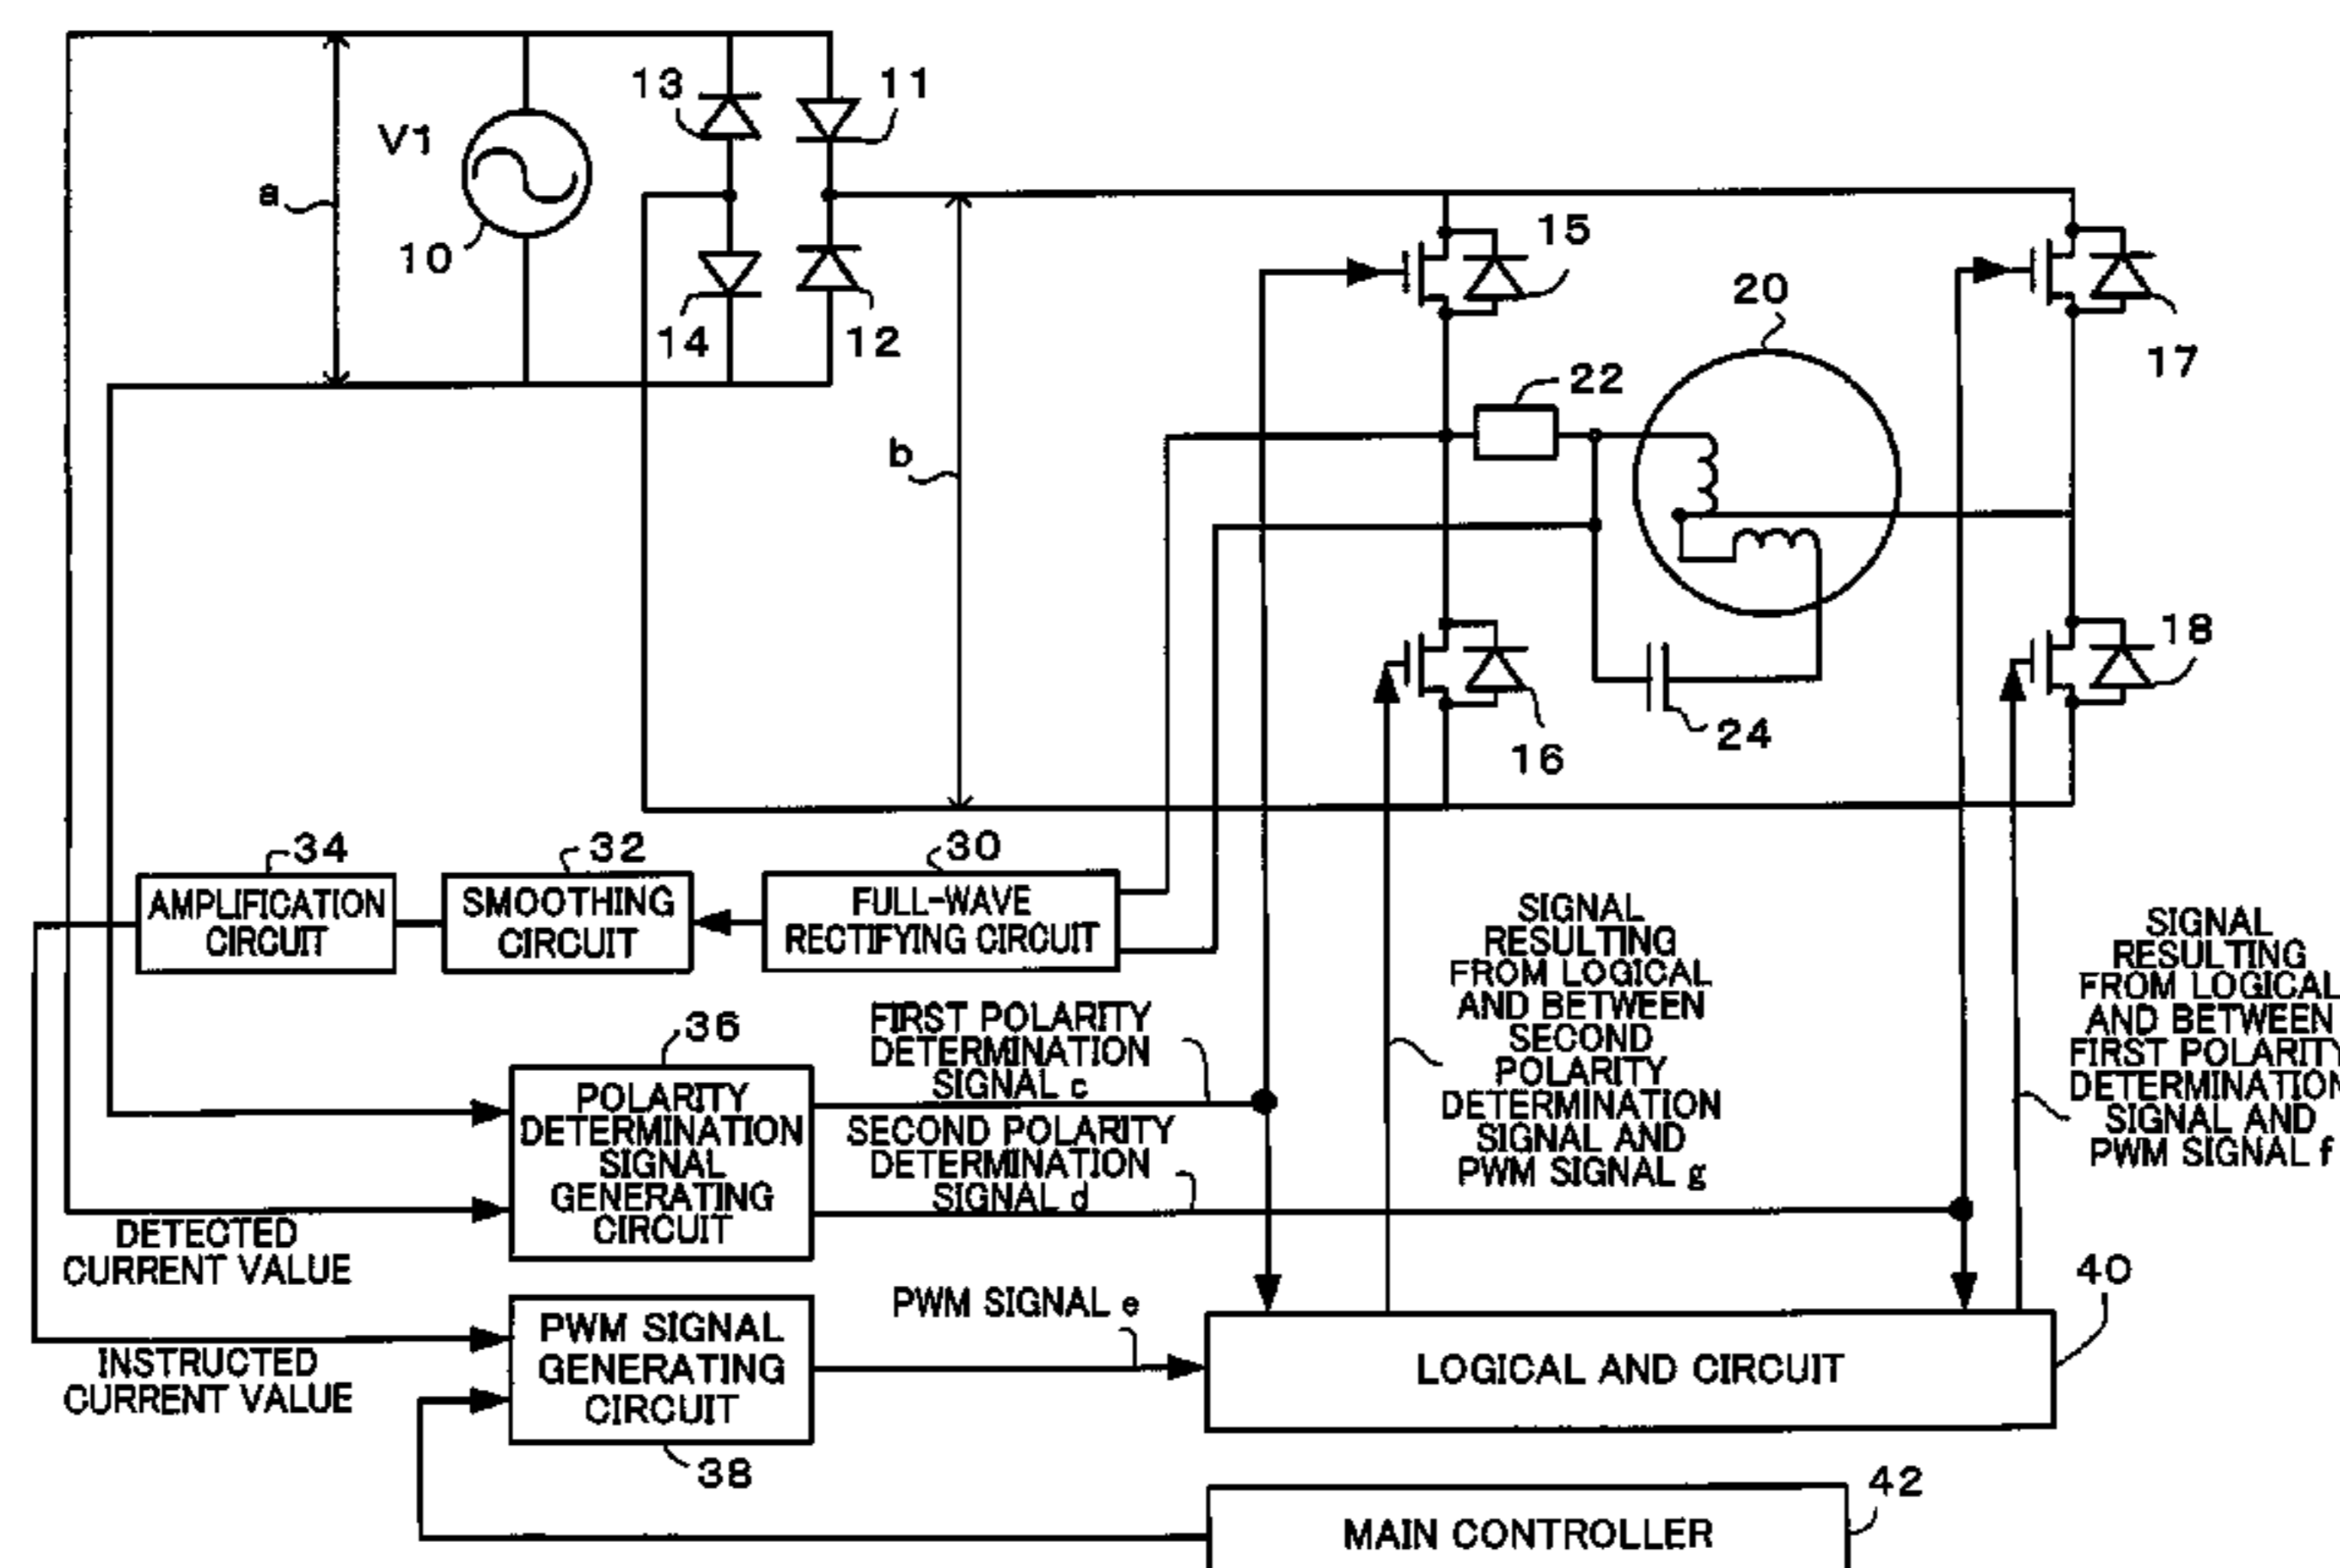 13
11
V1
a
10
14
12
15
20
17
22
b
18
16
24
34
32
30
AMPLIFICATION
CIRCUIT
SMOOTHING
CIRCUIT
FULL-WAVE
RECTIFYING CIRCUIT
SIGNAL
RESULTING
FROM LOGICAL
AND BETWEEN
SECOND
POLARITY
DETERMINATION
SIGNAL AND
PWM SIGNAL g
SIGNAL
RESULTING
FROM LOGICAL
AND BETWEEN
FIRST POLARITY
DETERMINATION
SIGNAL AND
PWM SIGNAL f
36
FIRST POLARITY
DETERMINATION
SIGNAL c
POLARITY
DETERMINATION
SIGNAL
GENERATING
CIRCUIT
SECOND POLARITY
DETERMINATION
SIGNAL d
DETECTED
CURRENT VALUE
PWM SIGNAL e
40
PWM SIGNAL
GENERATING
CIRCUIT
INSTRUCTED
CURRENT VALUE
LOGICAL AND CIRCUIT
38
42
MAIN CONTROLLER